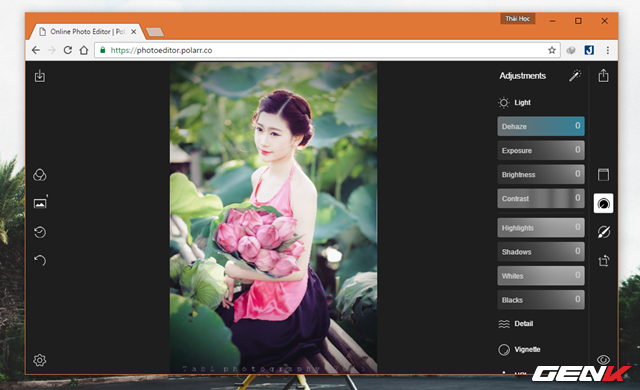 Thái Học
Online Photo Editor | Pol
https://photoeditor.polarr.co
Adjustments
Light
Dehaze 0
Exposure 0
Brightness 0
Contrast 0
Highlights 0
Shadows 0
Whites 0
Blacks 0
Detail
Vignette
photography
GENK